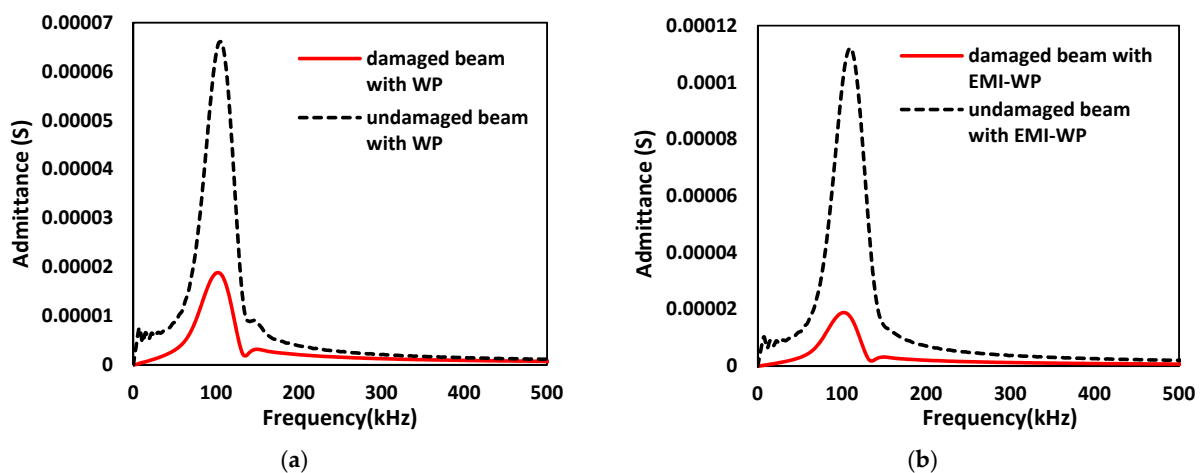 0.00007
0.00006
0.00005
0.00004
0.00003
0.00002
0.00001
0
Admittance (S)
damaged beam
with WP
undamaged beam
with WP
0 100 200 300 400 500
Frequency(kHz)
(a)
0.00012
0.0001
0.00008
0.00006
0.00004
0.00002
0
Admittance (S)
damaged beam with
EMI-WP
undamaged beam
with EMI-WP
0 100 200 300 400 500
Frequency(kHz)
(b)